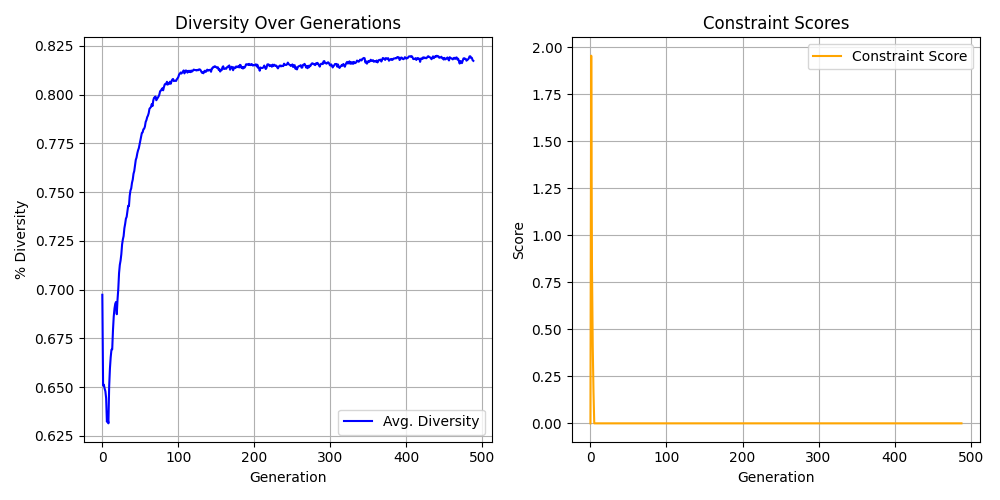 Diversity Over Generations
0.825
0.800
0.775
0.750
0.725
0.700
0.675
0.650
0.625
% Diversity
0 100 200 300 400 500
Generation
Avg. Diversity
Constraint Scores
2.00
1.75
1.50
1.25
1.00
0.75
0.50
0.25
0.00
Score
0 100 200 300 400 500
Generation
Constraint Score